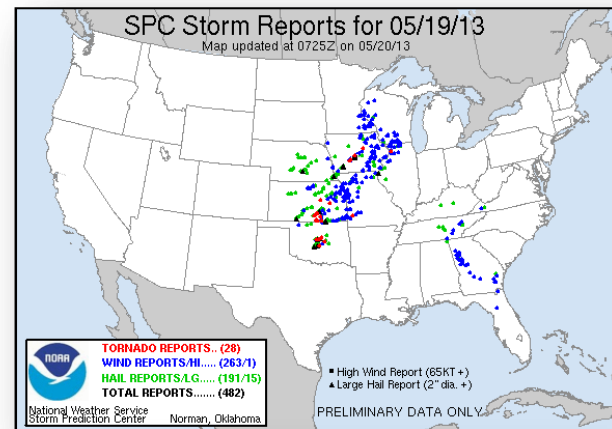 SPC Storm Reports for 05/19/13
Map updated at 0725Z on 05/20/13
NOAA
TORNADO REPORTS.. (28)
WIND REPORTS/HI..... (263/1)
HAIL REPORTS/LG..... (191/15)
TOTAL REPORTS....... (482)
National Weather Service
Storm Prediction Center Norman, Oklahoma
High Wind Report (65KT +)
Large Hail Report (2" dia. +)
PRELIMINARY DATA ONLY